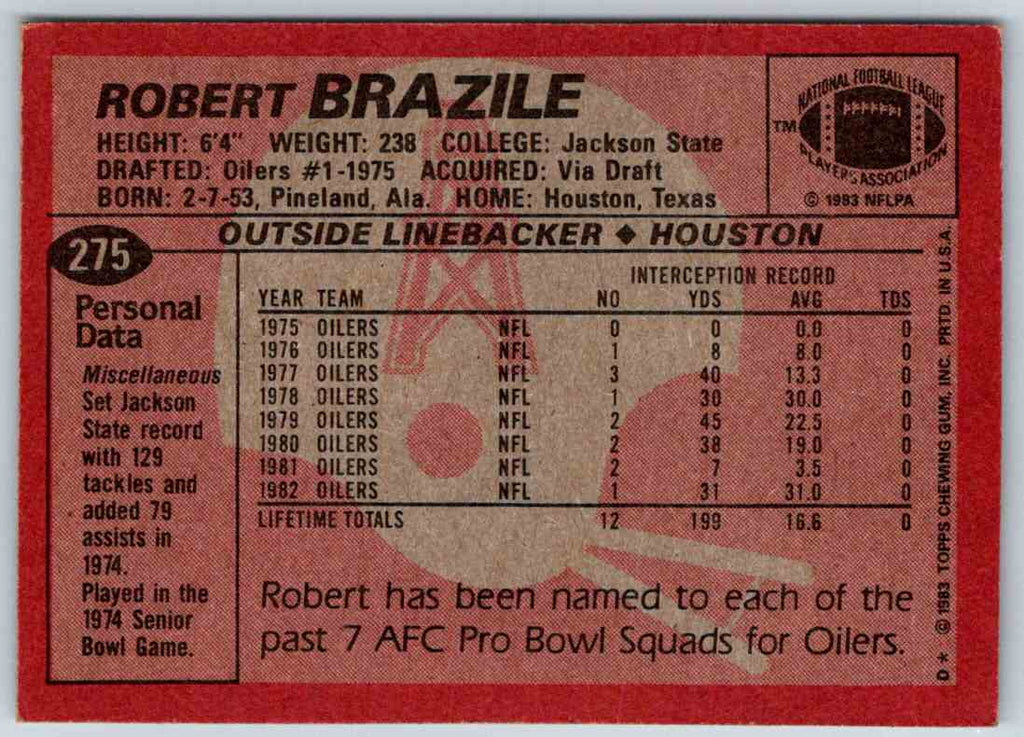 ROBERT BRAZILE
HEIGHT: 6'4" WEIGHT: 238 COLLEGE: Jackson State
DRAFTED: Oilers #1-1975 ACQUIRED: Via Draft
BORN: 2-7-53, Pineland, Ala. HOME: Houston, Texas
NATIONAL FOOTBALL LEAGUE
TM
PLAYERS ASSOCIATION
© 1983 NFLPA
275
OUTSIDE LINEBACKER ◆ HOUSTON
Personal
Data
Miscellaneous
Set Jackson
State record
with 129
tackles and
added 79
assists in
1974.
Played in the
1974 Senior
Bowl Game.
INTERCEPTION RECORD
YEAR TEAM NO YDS AVG TDS
1975 OILERS NFL 0 0 0.0 0
1976 OILERS NFL 1 8 8.0 0
1977 OILERS NFL 3 40 13.3 0
1978 OILERS NFL 1 30 30.0 0
1979 OILERS NFL 2 45 22.5 0
1980 OILERS NFL 2 38 19.0 0
1981 OILERS NFL 2 7 3.5 0
1982 OILERS NFL 1 31 31.0 0
LIFETIME TOTALS 12 199 16.6 0
Robert has been named to each of the
past 7 AFC Pro Bowl Squads for Oilers.
D* © 1983 TOPPS CHEWING GUM, INC. PRTD IN U.S.A.